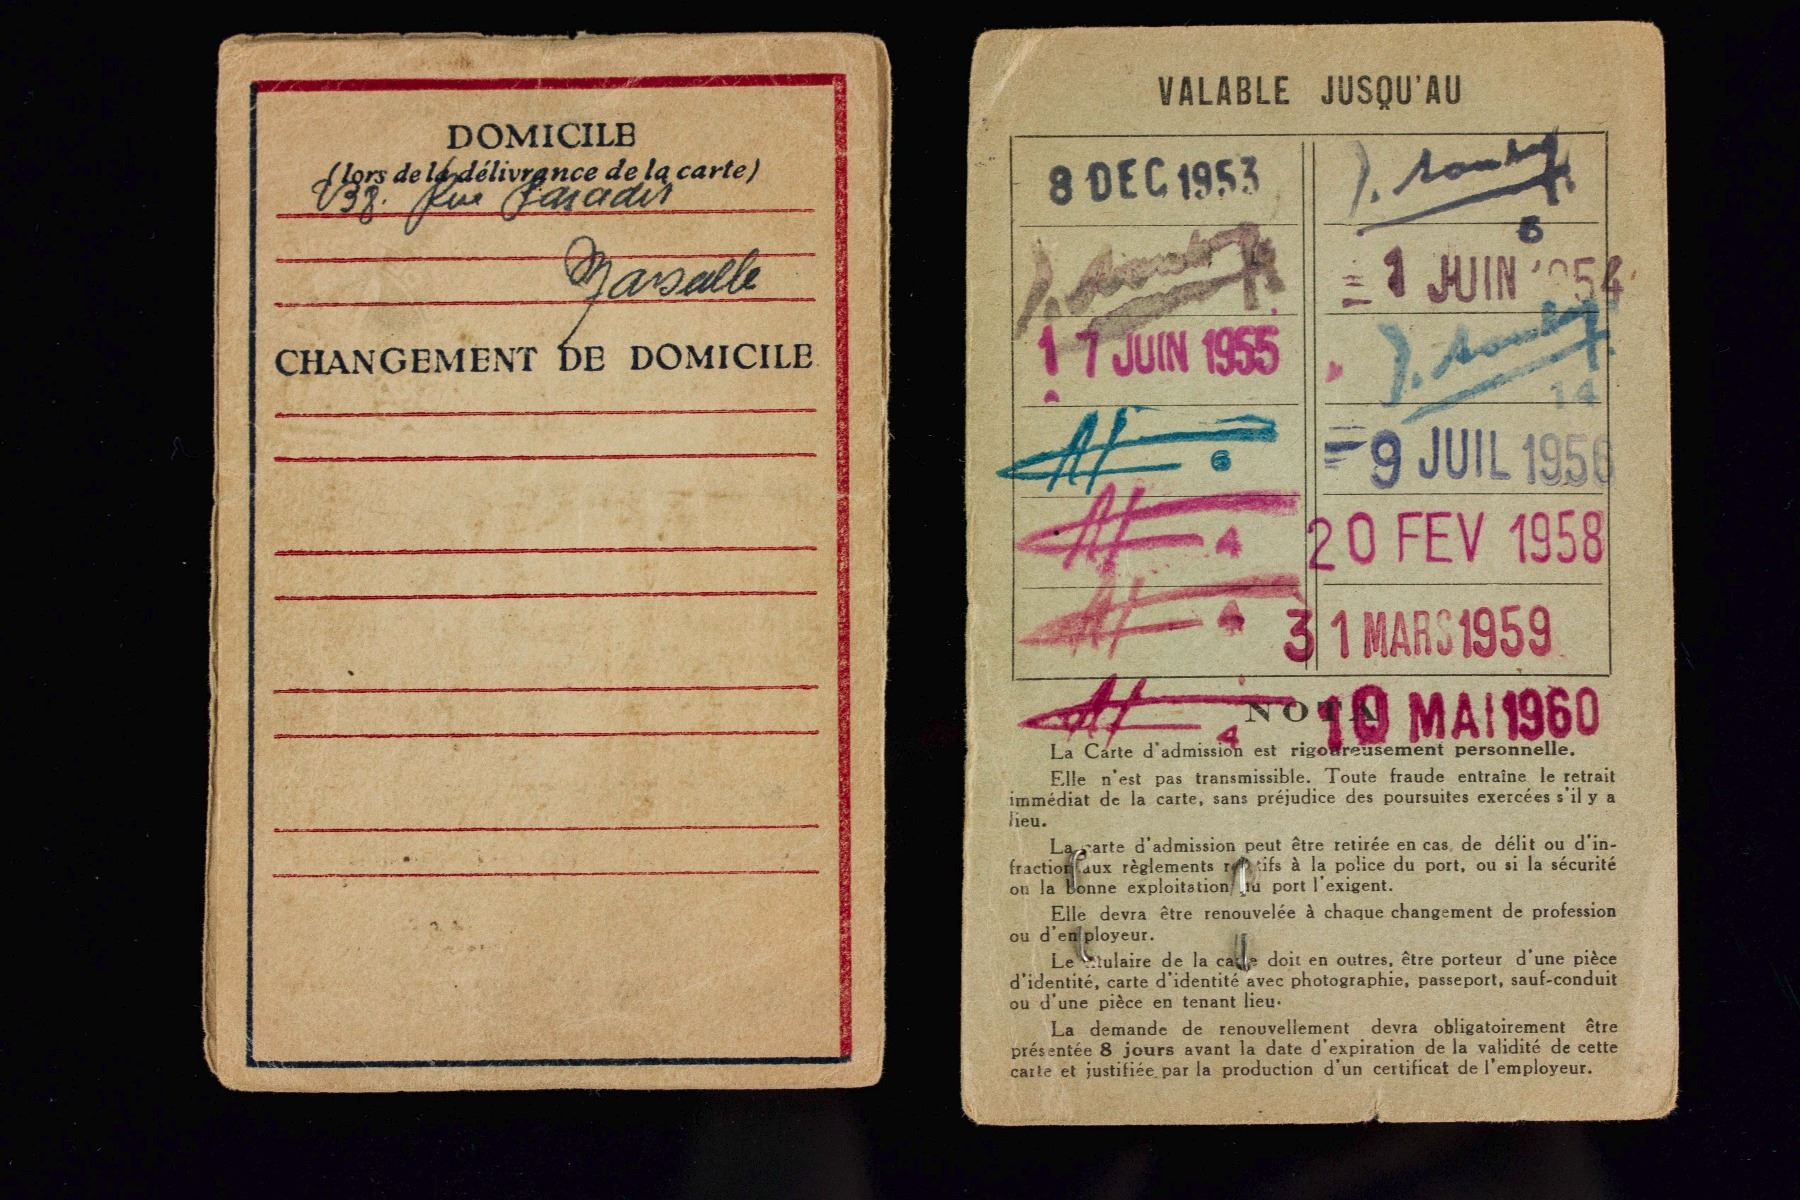 DOMICILE
(lors de la délivrance de la carte)
Rue Paradis
Marseille
CHANGEMENT DE DOMICILE
VALABLE JUSQU'AU
8 DEC 1953
6
1 JUIN 1954
17 JUIN 1955
14
6
9 JUIL 1956
4
20 FEV 1958
4
31 MARS 1959
4
10 MAI 1960
NOTA
La Carte d'admission est rigoureusement personnelle.
Elle n'est pas transmissible. Toute fraude entraîne le retrait
immédiat de la carte, sans préjudice des poursuites exercées s'il y a
lieu.
La carte d'admission peut être retirée en cas de délit ou d'in-
fraction aux règlements relatifs à la police du port, ou si la sécurité
ou la bonne exploitation du port l'exigent.
Elle devra être renouvelée à chaque changement de profession
ou d'employeur.
Le titulaire de la carte doit en outres, être porteur d'une pièce
d'identité, carte d'identité avec photographie, passeport, sauf-conduit
ou d'une pièce en tenant lieu.
La demande de renouvellement devra obligatoirement être
présentée 8 jours avant la date d'expiration de la validité de cette
carte et justifiée par la production d'un certificat de l'employeur.